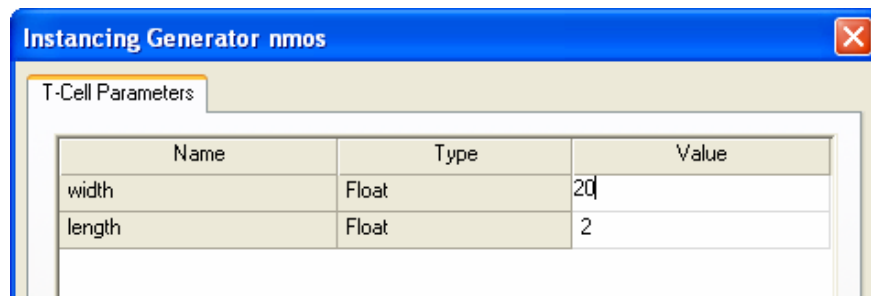 Instancing Generator nmos
T-Cell Parameters
Name Type Value
width Float 20
length Float 2